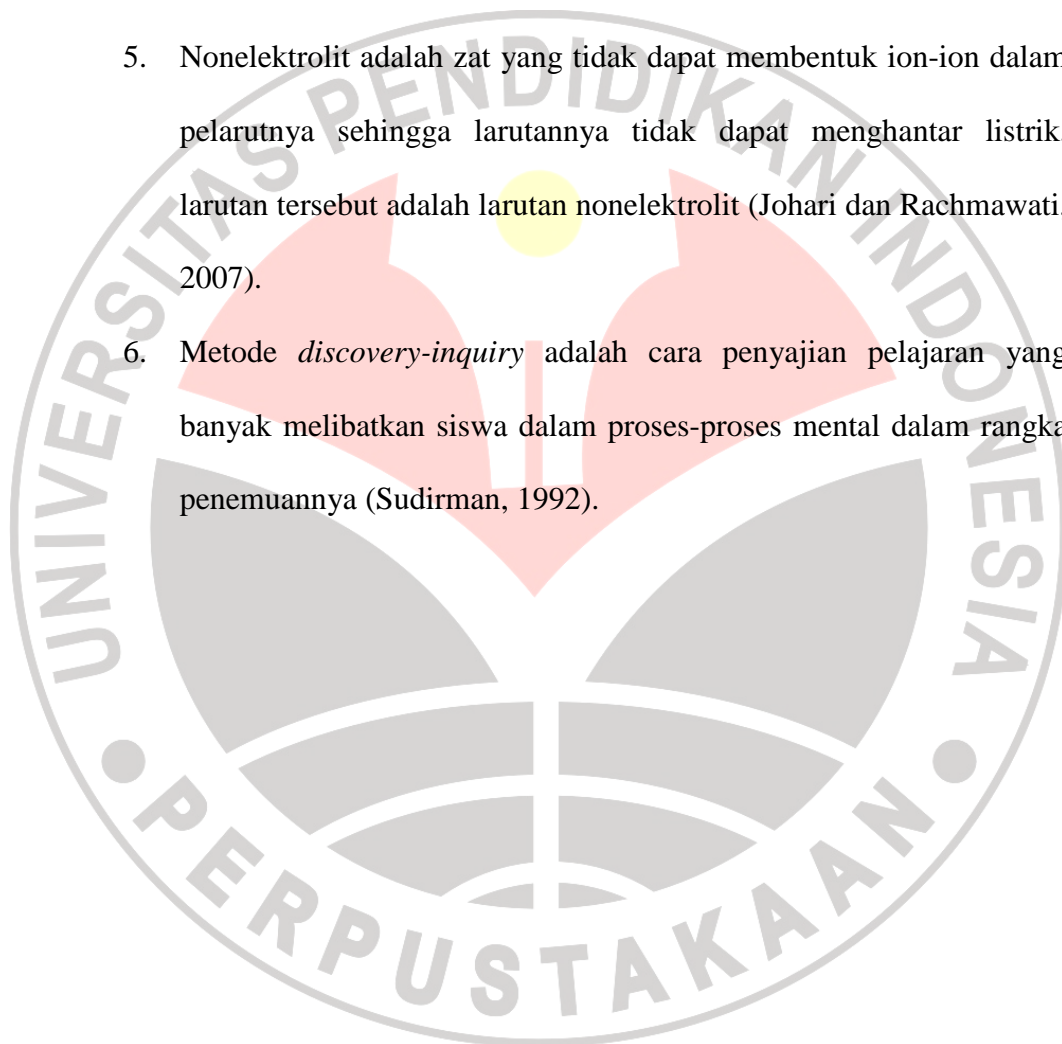 5. Nonelektrolit adalah zat yang tidak dapat membentuk ion-ion dalam
pelarutnya sehingga larutannya tidak dapat menghantar listrik.
larutan tersebut adalah larutan nonelektrolit (Johari dan Rachmawati.
2007).
6. Metode discovery-inquiry adalah cara penyajian pelajaran yang
banyak melibatkan siswa dalam proses-proses mental dalam rangka
penemuannya (Sudirman, 1992).
UNIVERSITAS PENDIDIKAN INDONESIA
PERPUSTAKAAN